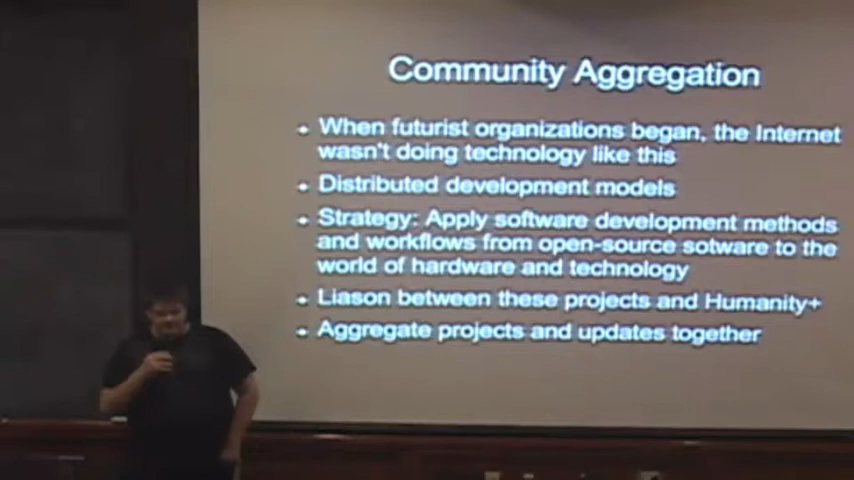 Community Aggregation
When futurist organizations began, the Internet
wasn't doing technology like this
Distributed development models
Strategy: Apply software development methods
and workflows from open-source sotware to the
world of hardware and technology
Liason between these projects and Humanity+
Aggregate projects and updates together